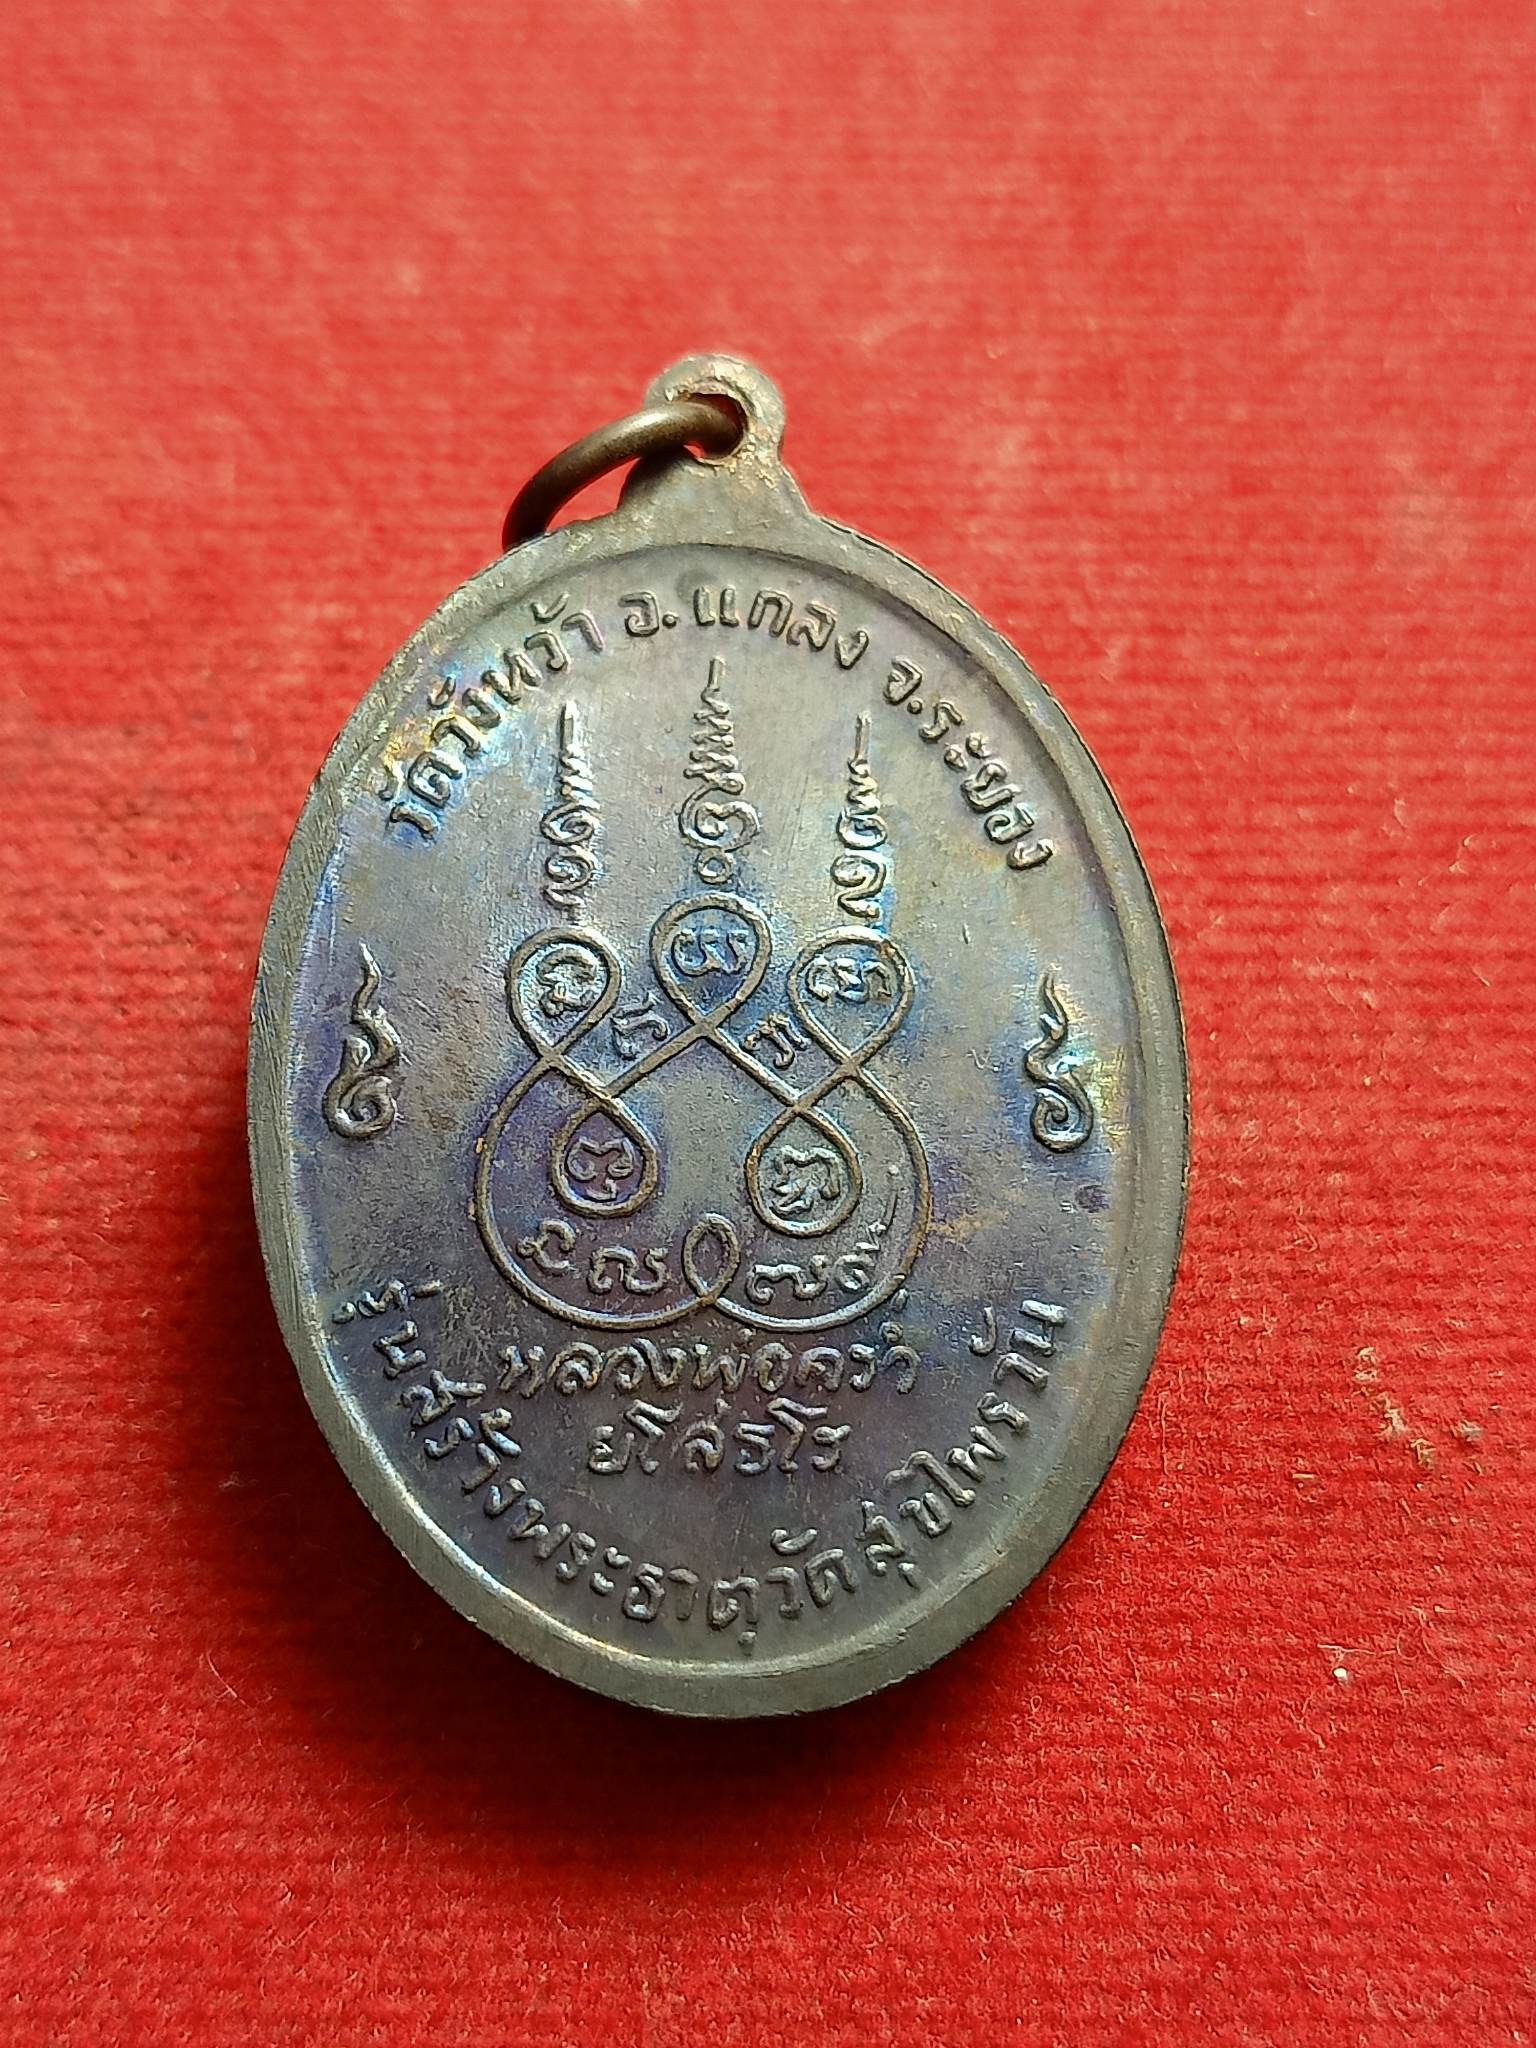 วัดวังหว้า อ.แกลง จ.ระยอง
หลวงพ่อคร่ำ
ยโสธโร
รุ่นสร้างพระธาตุวัดสุขไพรวัน